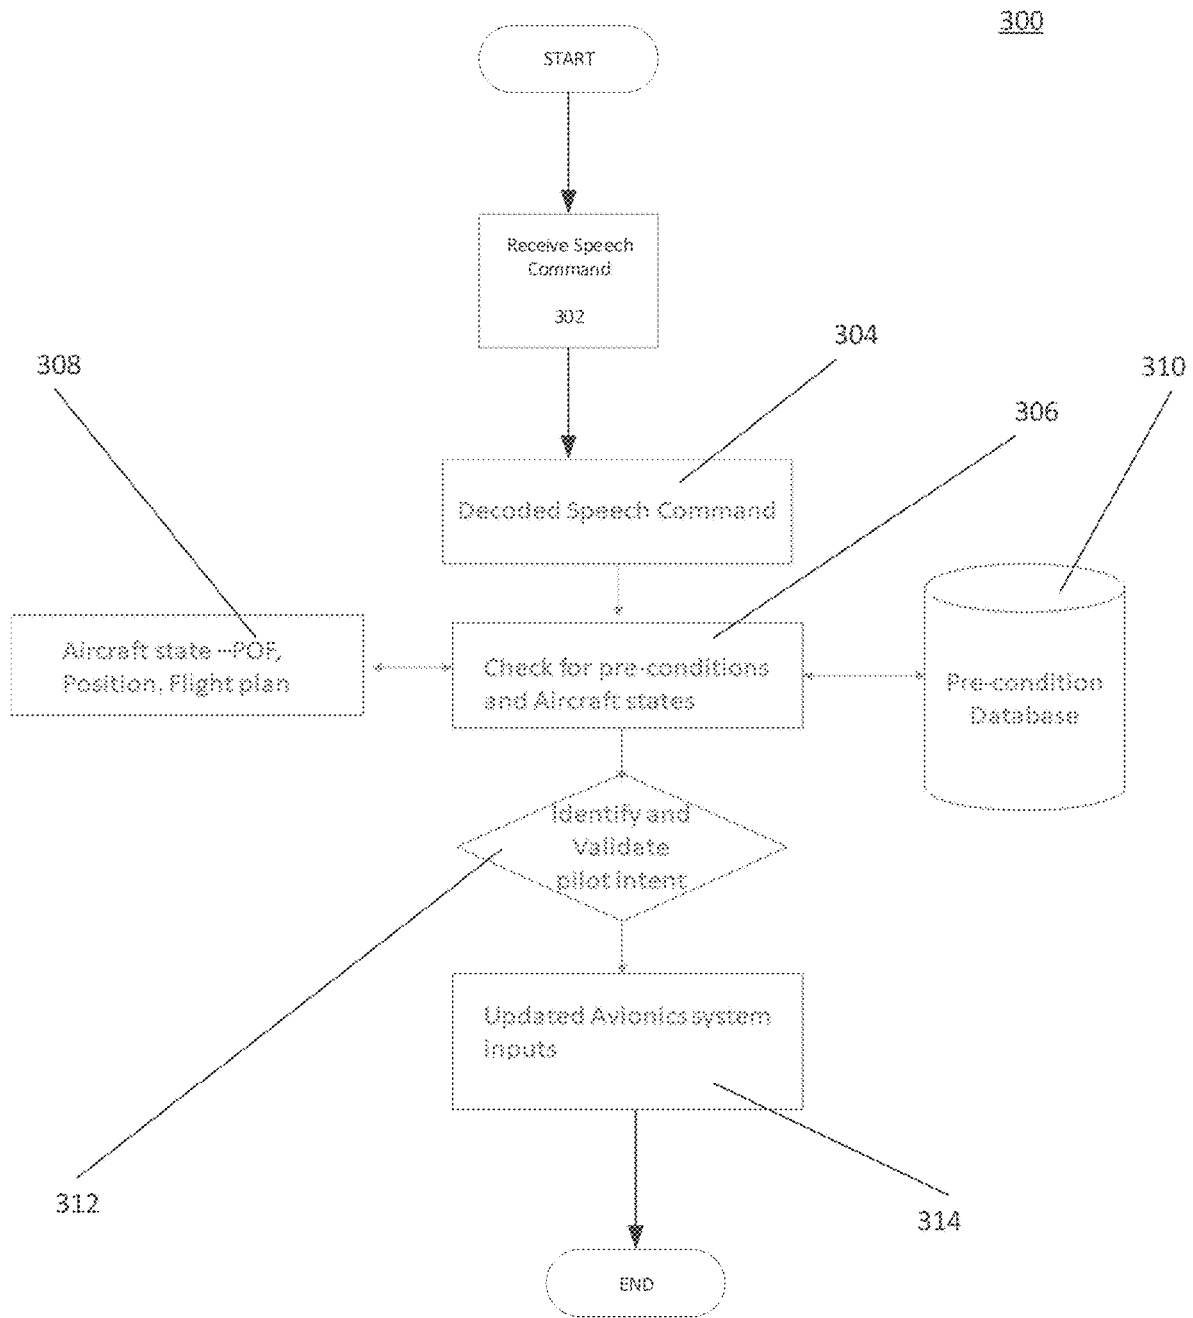 300
START
Receive Speech
Command
302
304
308
310
306
Decoded Speech Command
Aircraft state --POF,
Position, Flight plan
Check for pre-conditions
and Aircraft states
Pre-condition
Database
Identify and
Validate
pilot intent
Updated Avionics system
inputs
312
314
END